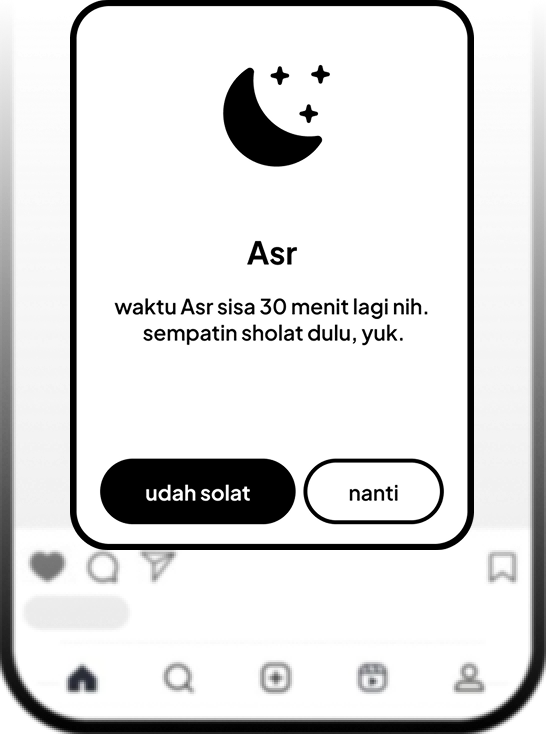 Asr
waktu Asr sisa 30 menit lagi nih.
sempatin sholat dulu, yuk.
udah solat
nanti